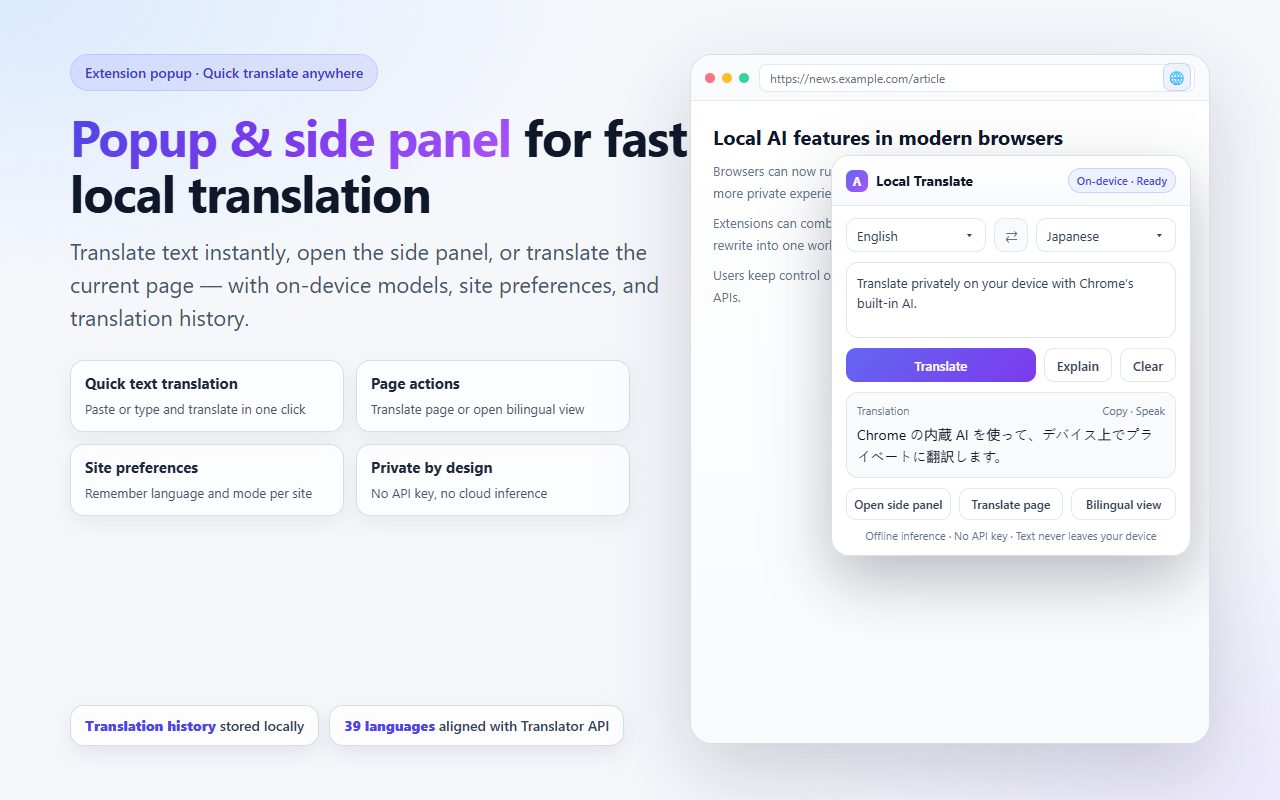 Extension popup · Quick translate anywhere
Popup & side panel for fast
local translation
Translate text instantly, open the side panel, or translate the
current page — with on-device models, site preferences, and
translation history.
Quick text translation
Paste or type and translate in one click
Page actions
Translate page or open bilingual view
Site preferences
Remember language and mode per site
Private by design
No API key, no cloud inference
Translation history stored locally
39 languages aligned with Translator API
https://news.example.com/article
Local AI features in modern browsers
Browsers can now ru
more private experie
Extensions can comb
rewrite into one worl
Users keep control o
APIs.
A Local Translate
On-device · Ready
English
⇄
Japanese
Translate privately on your device with Chrome's
built-in AI.
Translate
Explain
Clear
Translation
Copy · Speak
Chrome の内蔵 AI を使って、デバイス上でプラ
イベートに翻訳します。
Open side panel
Translate page
Bilingual view
Offline inference · No API key · Text never leaves your device